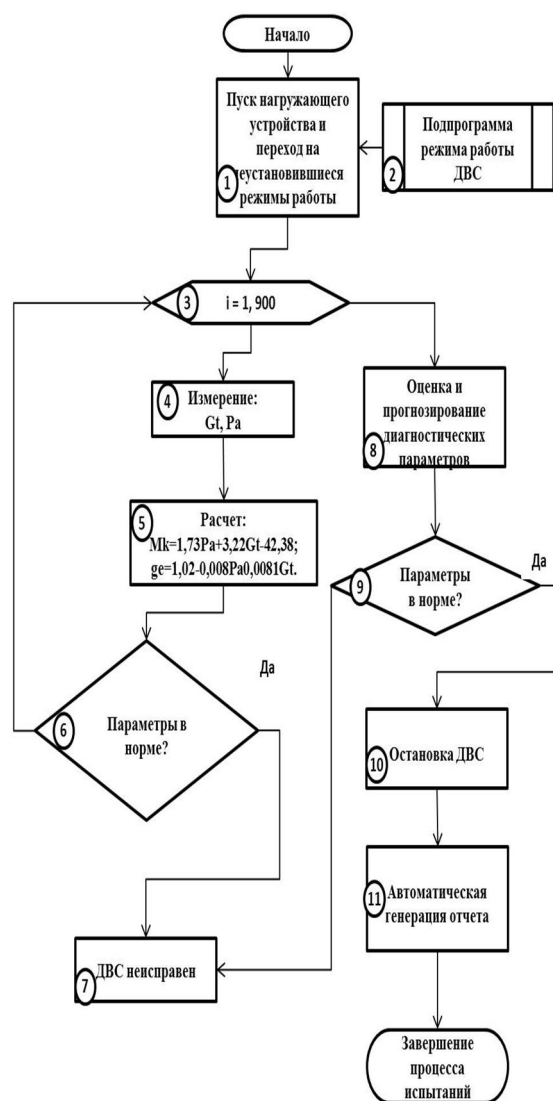 Начало
Пуск нагружающего
устройства и
переход на
неустановившиеся
режимы работы
1
Подпрограмма
режима работы
ДВС
2
3
i = 1, 900
4
Измерение:
Gt, Pa
5
Расчет:
Mk=1,73Pa+3,22Gt-42,38;
ge=1,02-0,008Pa0,0081Gt.
6
Параметры в
норме?
Да
7
ДВС неисправен
Оценка и
прогнозирование
диагностических
параметров
8
9
Параметры
в норме?
Да
10
Остановка ДВС
11
Автоматическая
генерация отчета
Завершение
процесса
испытаний